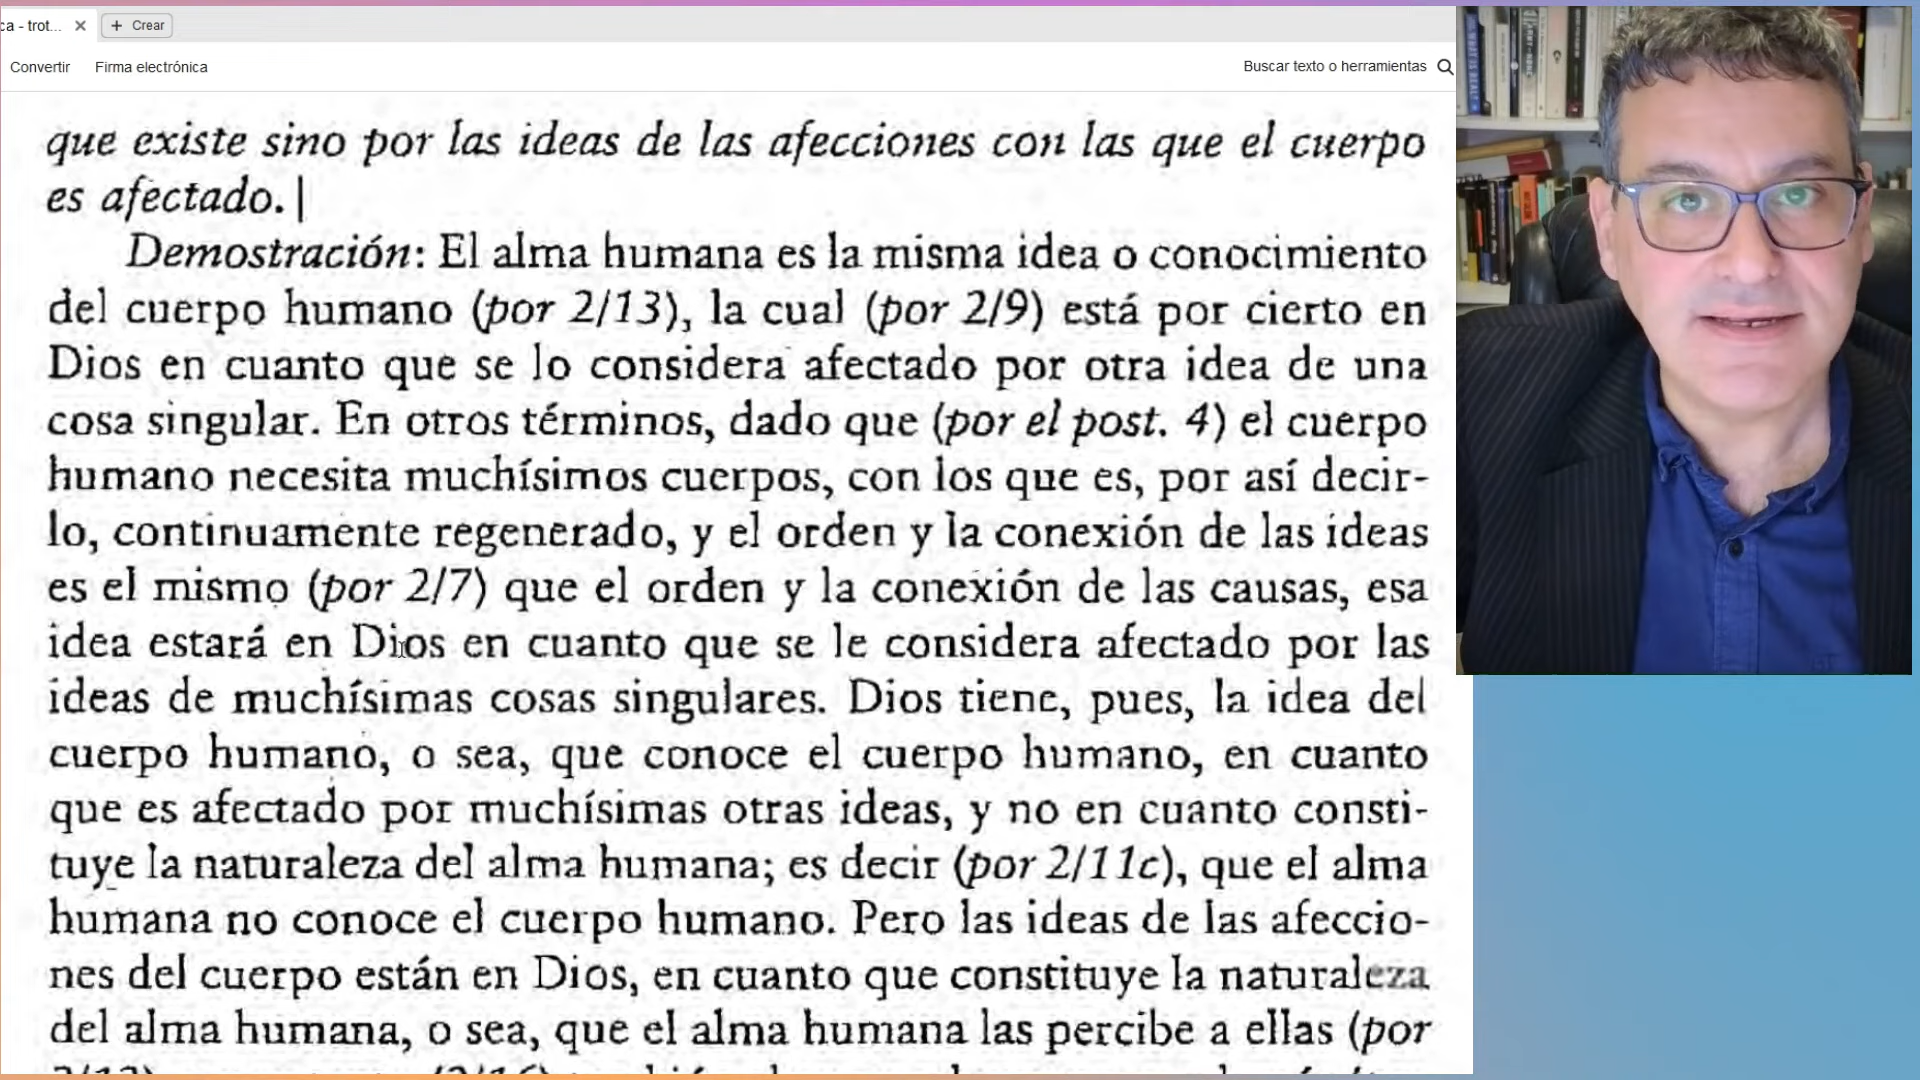 ca - trot...
Crear
Convertir
Firma electrónica
Buscar texto o herramientas
que existe sino por las ideas de las afecciones con las que el cuerpo
es afectado. |
Demostración: El alma humana es la misma idea o conocimiento
del cuerpo humano (por 2/13), la cual (por 2/9) está por cierto en
Dios en cuanto que se lo considera afectado por otra idea de una
cosa singular. En otros términos, dado que (por el post. 4) el cuerpo
humano necesita muchísimos cuerpos, con los que es, por así decir-
lo, continuamente regenerado, y el orden y la conexión de las ideas
es el mismo (por 2/7) que el orden y la conexión de las causas, esa
idea estará en Dios en cuanto que se le considera afectado por las
ideas de muchísimas cosas singulares. Dios tiene, pues, la idea del
cuerpo humano, o sea, que conoce el cuerpo humano, en cuanto
que es afectado por muchísimas otras ideas, y no en cuanto consti-
tuye la naturaleza del alma humana; es decir (por 2/11c), que el alma
humana no conoce el cuerpo humano. Pero las ideas de las afeccio-
nes del cuerpo están en Dios, en cuanto que constituye la naturaleza
del alma humana, o sea, que el alma humana las percibe a ellas (por